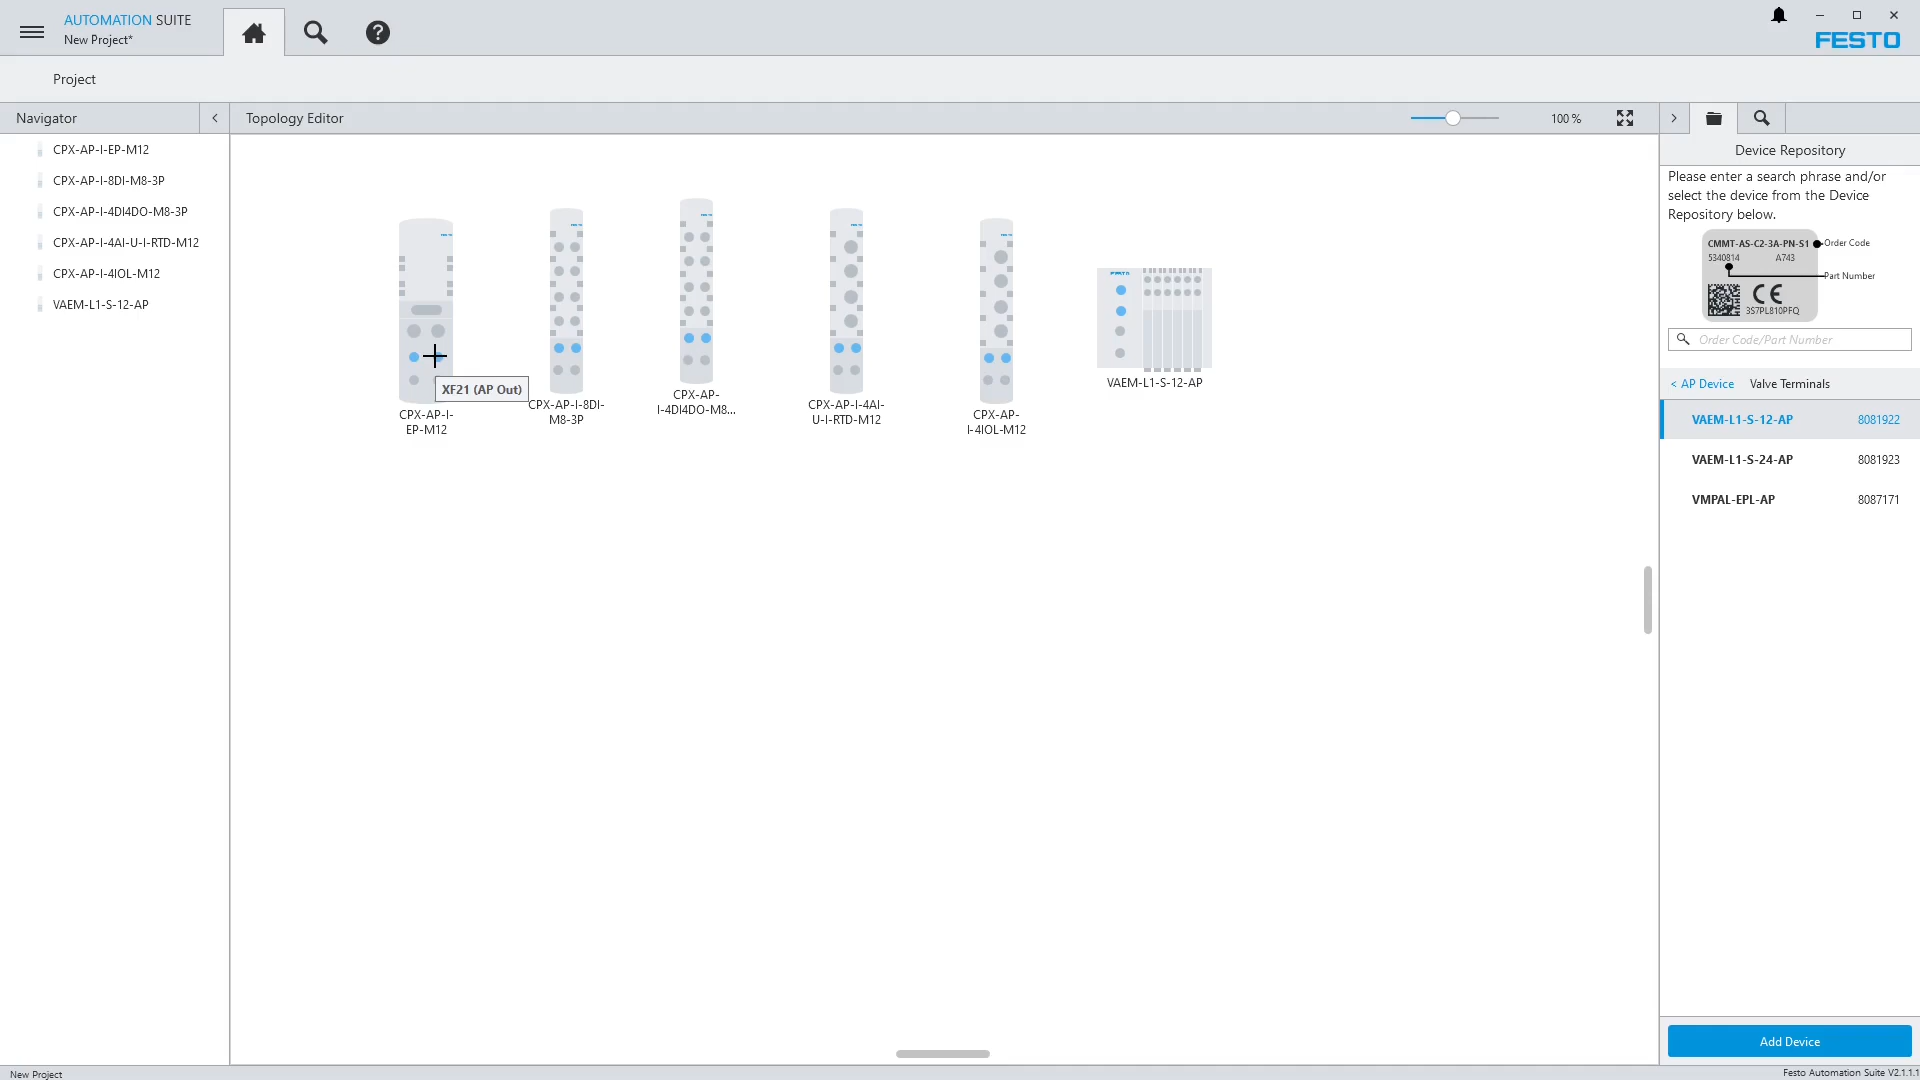 AUTOMATION SUITE
New Project*
FESTO
Project
Navigator
Topology Editor
100 %
CPX-AP-I-EP-M12
CPX-AP-I-8DI-M8-3P
CPX-AP-I-4DI4DO-M8-3P
CPX-AP-I-4AI-U-I-RTD-M12
CPX-AP-I-4IOL-M12
VAEM-L1-S-12-AP
XF21 (AP Out)
CPX-AP-I-
EP-M12
CPX-AP-I-8DI-
M8-3P
CPX-AP-
I-4DI4DO-M8...
CPX-AP-I-4AI-
U-I-RTD-M12
CPX-AP-
I-4IOL-M12
VAEM-L1-S-12-AP
Device Repository
Please enter a search phrase and/or
select the device from the Device
Repository below.
CMMT-AS-C2-3A-PN-S1
Order Code
5340814 A743
Part Number
CE
3S7PL810PFQ
Order Code/Part Number
< AP Device Valve Terminals
VAEM-L1-S-12-AP 8081922
VAEM-L1-S-24-AP 8081923
VMPAL-EPL-AP 8087171
Add Device
New Project
Festo Automation Suite V2.1.1.1